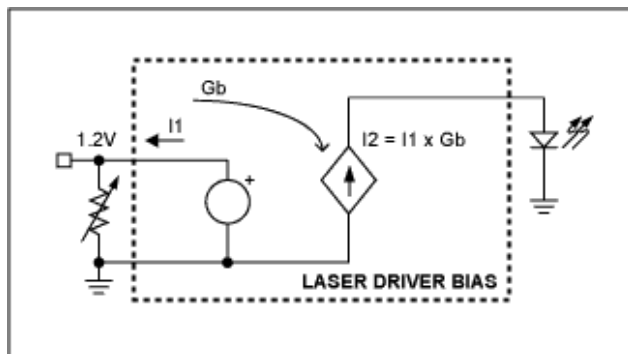 Gb
I1
1.2V
I2 = I1 x Gb
+
LASER DRIVER BIAS